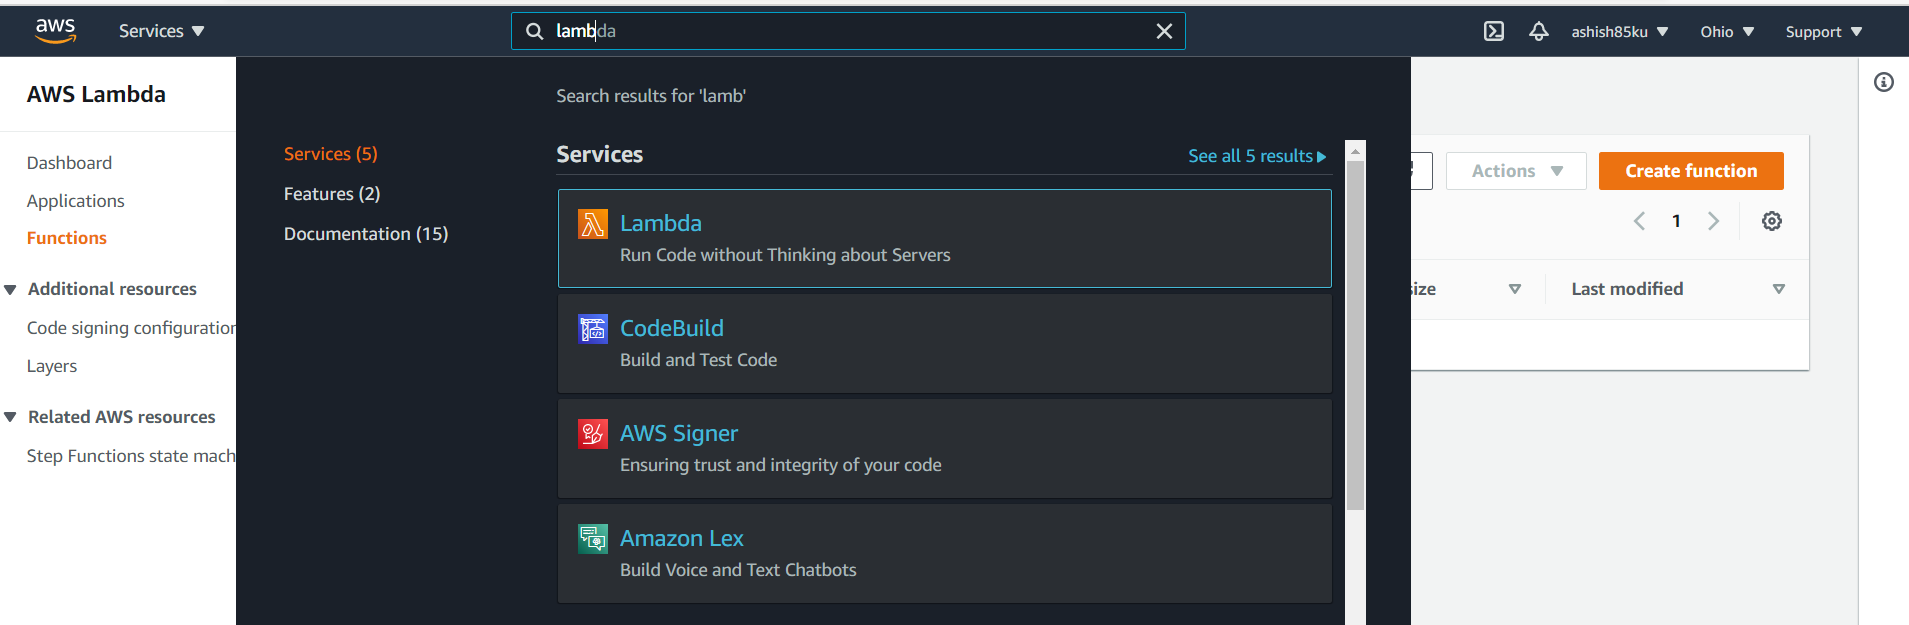 aws
Services
lambda
ashish85ku
Ohio
Support
AWS Lambda
Dashboard
Applications
Functions
Additional resources
Code signing configuration
Layers
Related AWS resources
Step Functions state mach
Search results for 'lamb'
Services (5)
Features (2)
Documentation (15)
Services
See all 5 results
Lambda
Run Code without Thinking about Servers
CodeBuild
Build and Test Code
AWS Signer
Ensuring trust and integrity of your code
Amazon Lex
Build Voice and Text Chatbots
Actions
Create function
1
size
Last modified